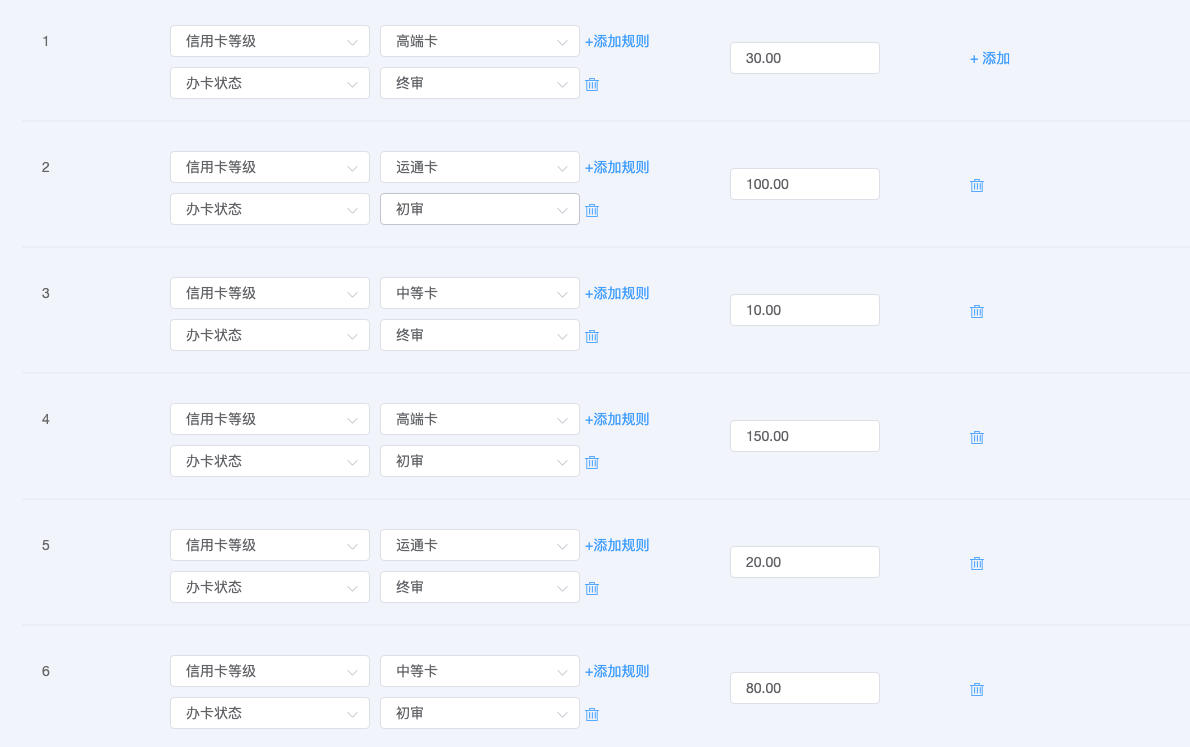 1 信用卡等级 高端卡 +添加规则
30.00 + 添加
办卡状态 终审
2 信用卡等级 运通卡 +添加规则
100.00
办卡状态 初审
3 信用卡等级 中等卡 +添加规则
10.00
办卡状态 终审
4 信用卡等级 高端卡 +添加规则
150.00
办卡状态 初审
5 信用卡等级 运通卡 +添加规则
20.00
办卡状态 终审
6 信用卡等级 中等卡 +添加规则
80.00
办卡状态 初审